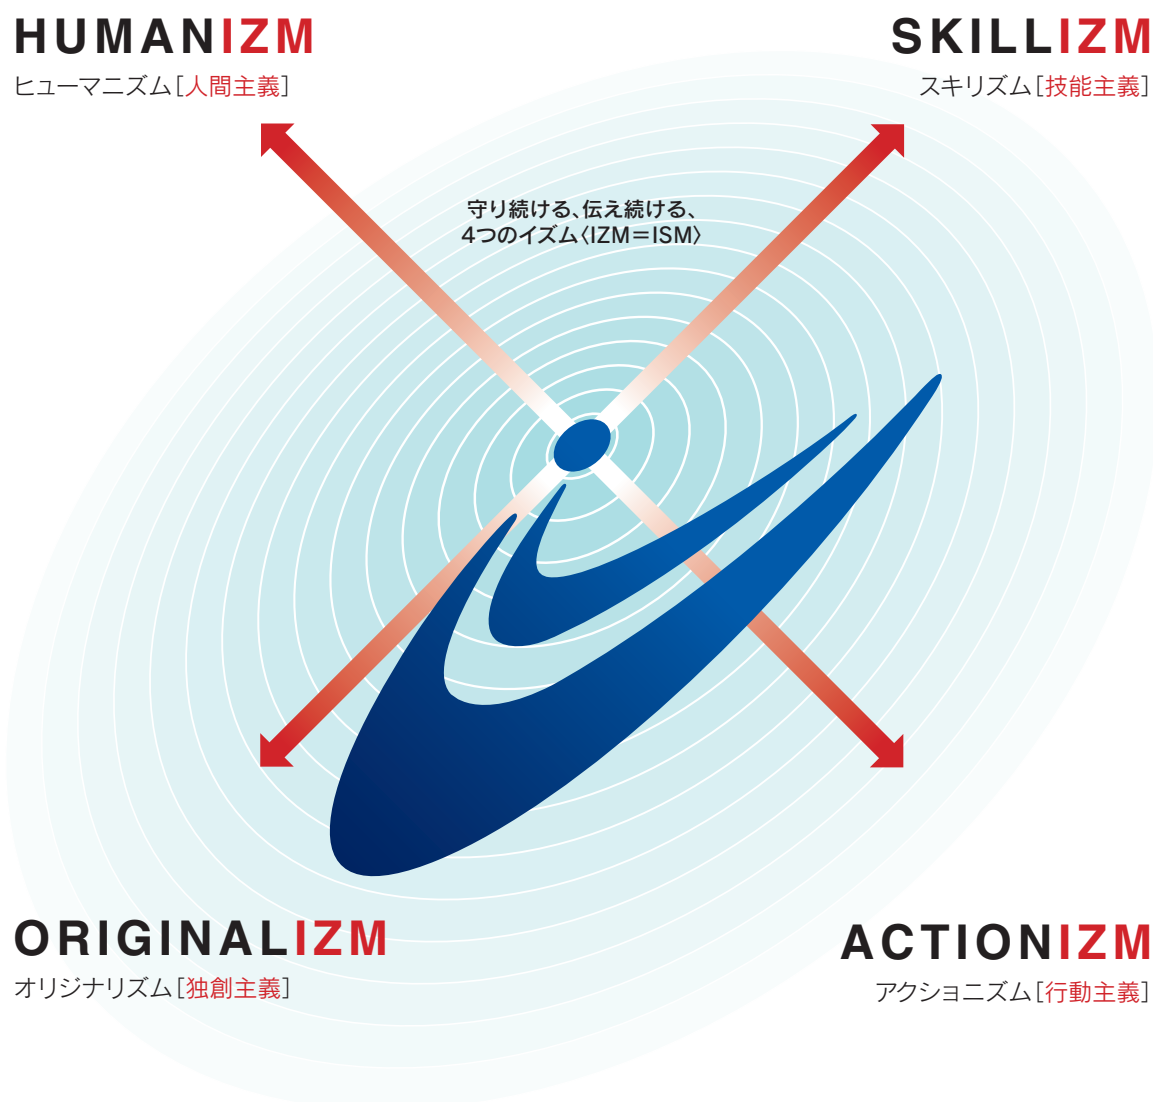 HUMANIZM
ヒューマニズム[人間主義]
SKILLIZM
スキリズム[技能主義]
守り続ける、伝え続ける、
4つのイズム〈IZM＝ISM〉
ORIGINALIZM
オリジナリズム[独創主義]
ACTIONIZM
アクショニズム[行動主義]